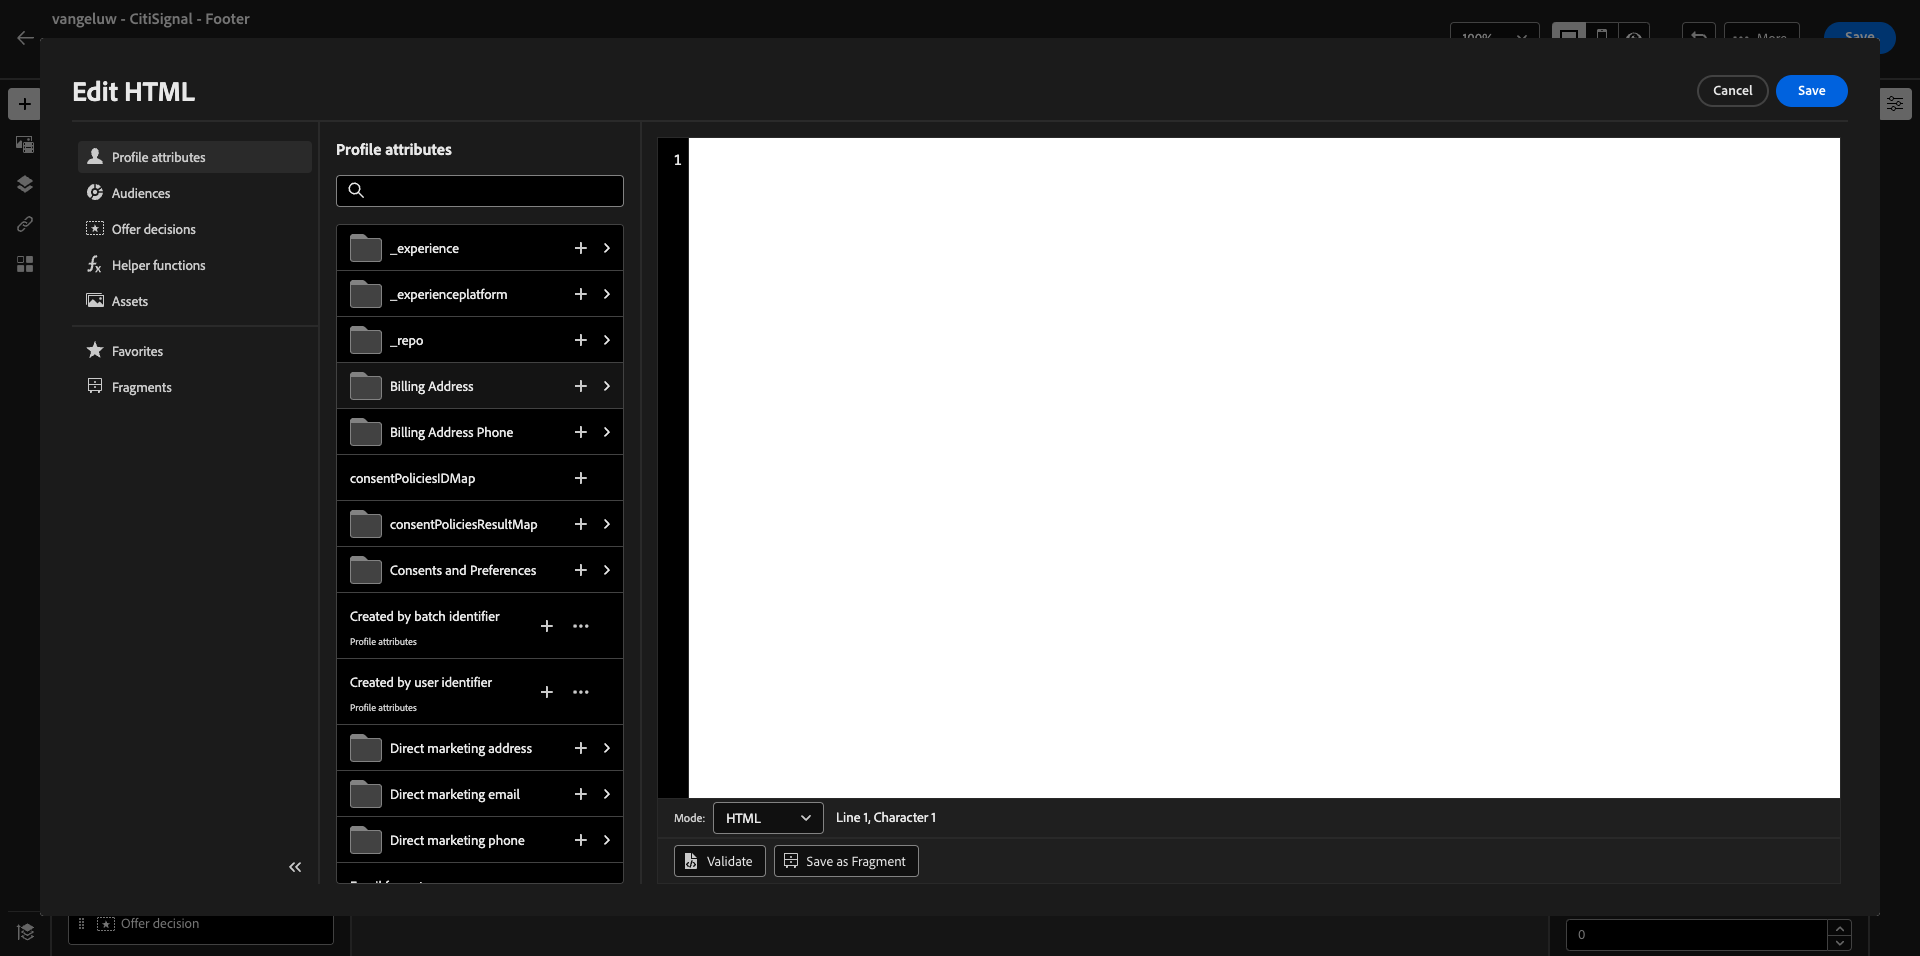 vangeluw - CitiSignal - Footer
100%
More
Save
Edit HTML
Cancel
Save
Profile attributes
Audiences
Offer decisions
Helper functions
Assets
Favorites
Fragments
Profile attributes
_experience
_experienceplatform
_repo
Billing Address
Billing Address Phone
consentPoliciesIDMap
consentPoliciesResultMap
Consents and Preferences
Created by batch identifier
Profile attributes
Created by user identifier
Profile attributes
Direct marketing address
Direct marketing email
Direct marketing phone
1
Mode:
HTML
Line 1, Character 1
Validate
Save as Fragment
Offer decision
0